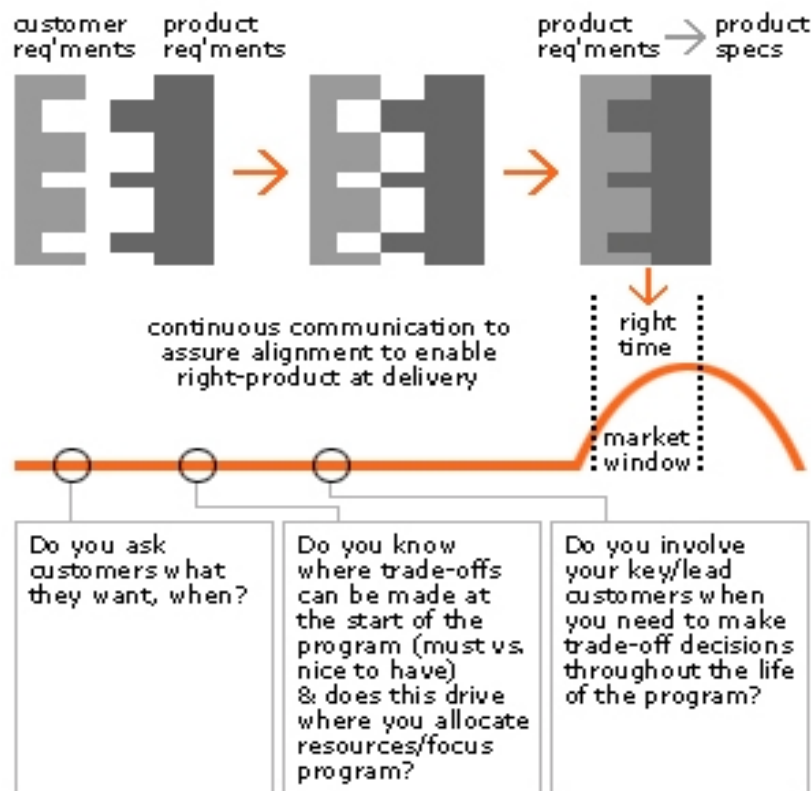 customer req'ments
product req'ments
product req'ments
product specs
continuous communication to
assure alignment to enable
right-product at delivery
right
time
market
window
Do you ask
customers what
they want, when?
Do you know
where trade-offs
can be made at
the start of the
program (must vs.
nice to have)
& does this drive
where you allocate
resources/focus
program?
Do you involve
your key/lead
customers when
you need to make
trade-off decisions
throughout the life
of the program?